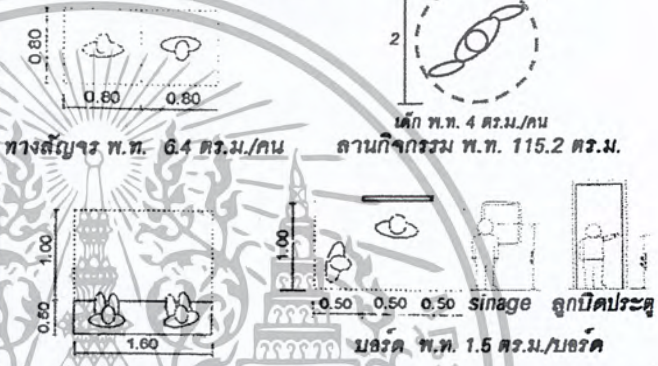 0.80
2
0.80 0.80
เด็ก พ.ท. 4 ตร.ม./คน
ทางสัญจร พ.ท. 6.4 ตร.ม./คน
ลานกิจกรรม พ.ท. 115.2 ตร.ม.
1.00
1.00
0.50 0.50 0.50
sinage
ลูกบิดประตู
0.60
1.60
บอร์ด พ.ท. 1.5 ตร.ม./บอร์ด